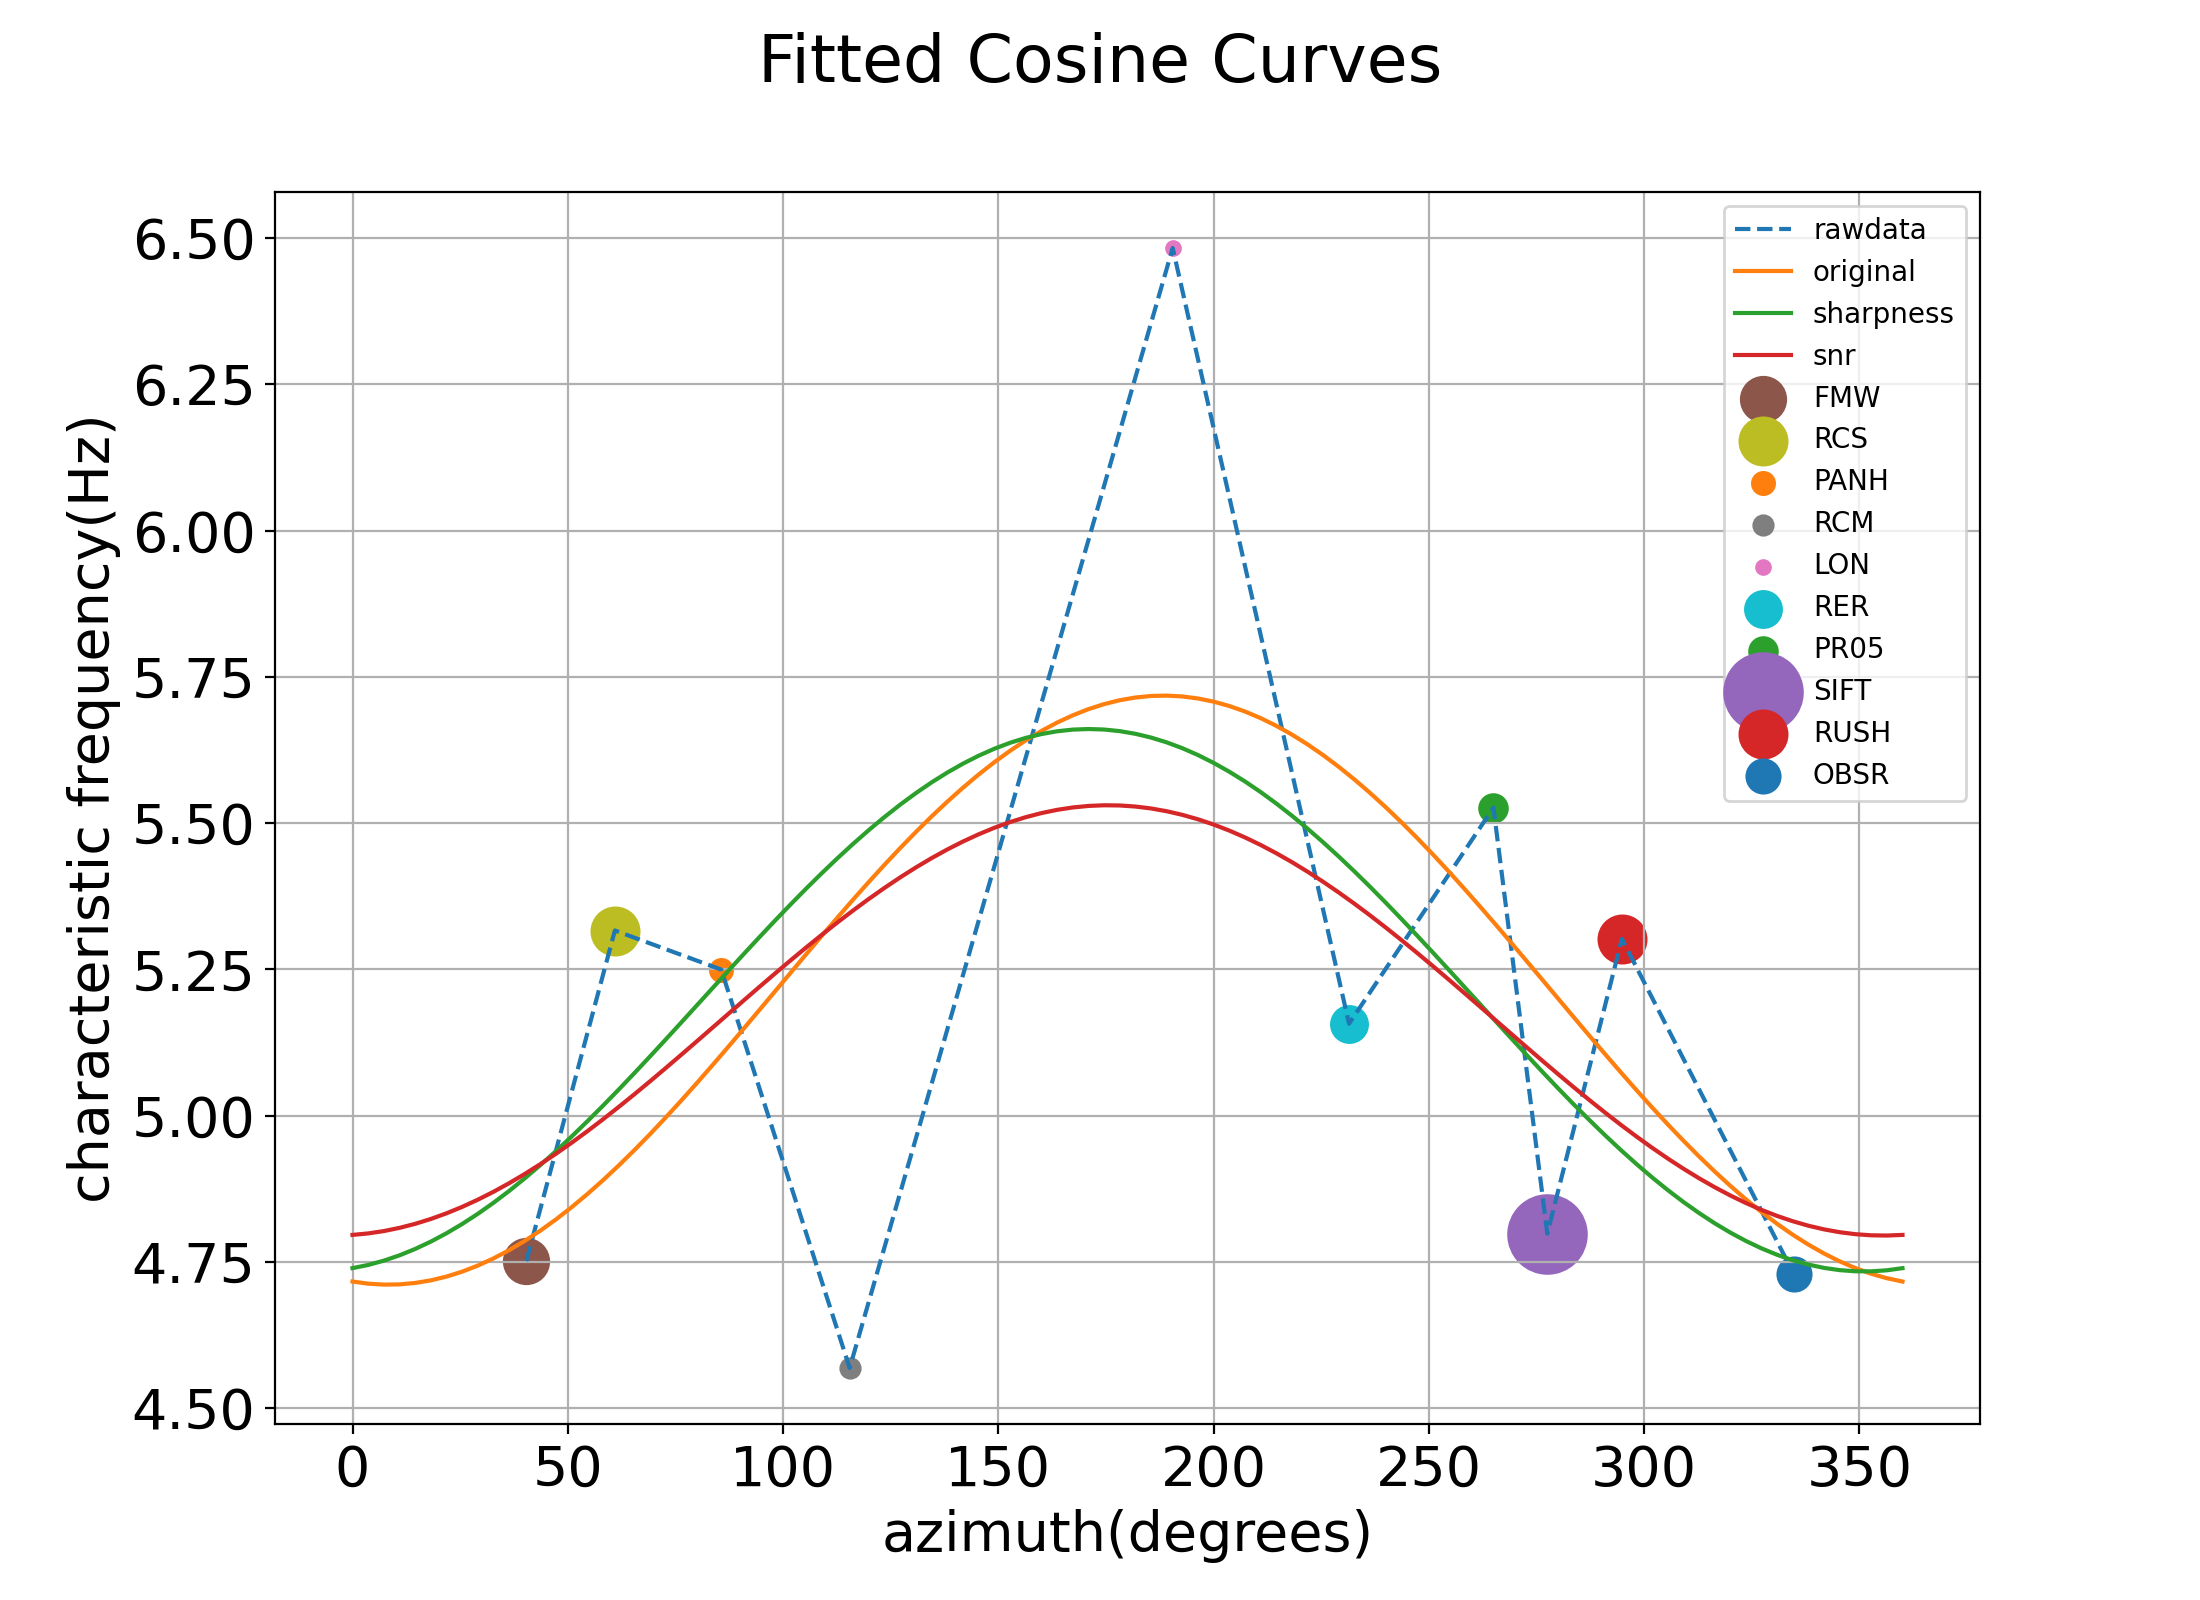 Fitted Cosine Curves
characteristic frequency(Hz)
6.50
6.25
6.00
5.75
5.50
5.25
5.00
4.75
4.50
0 50 100 150 200 250 300 350
azimuth(degrees)
rawdata
original
sharpness
snr
FMW
RCS
PANH
RCM
LON
RER
PR05
SIFT
RUSH
OBSR